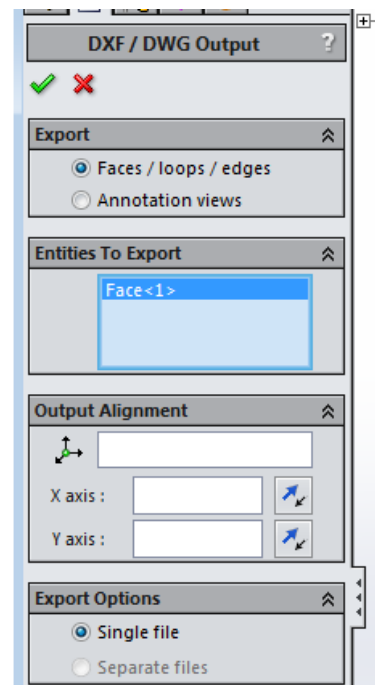 DXF / DWG Output ?
Export
Faces / loops / edges
Annotation views
Entities To Export
Face<1>
Output Alignment
X axis :
Y axis :
Export Options
Single file
Separate files